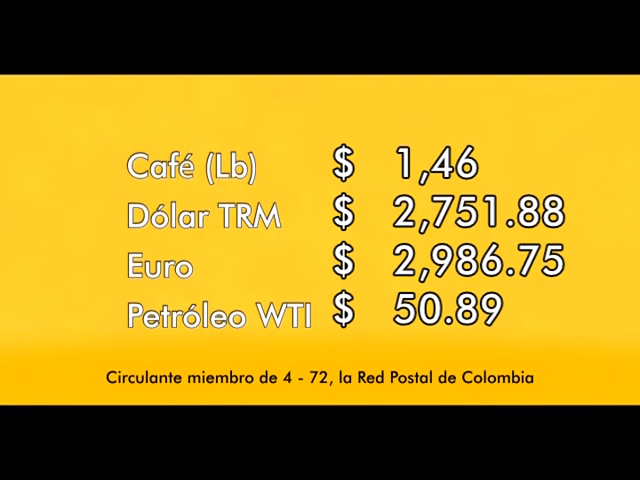 Café (Lb) $ 1,46
Dólar TRM $ 2,751.88
Euro $ 2,986.75
Petróleo WTI $ 50.89
Circulante miembro de 4 - 72, la Red Postal de Colombia